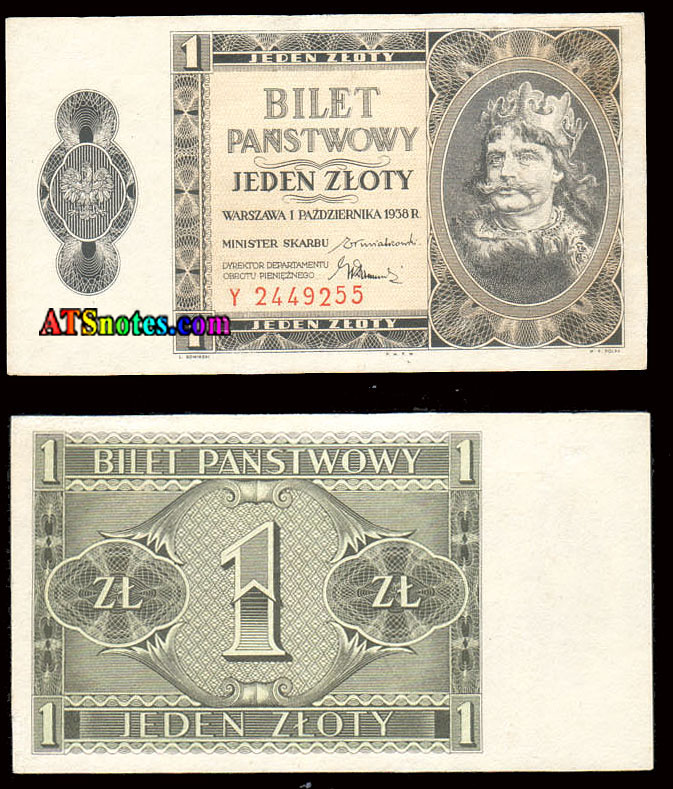 1
JEDEN ZŁOTY
BILET
PAŃSTWOWY
JEDEN ZŁOTY
WARSZAWA 1 PAŹDZIERNIKA 1938 R.
MINISTER SKARBU
DYREKTOR DEPARTAMENTU
OBROTU PIENIĘŻNEGO
Y 2449255
ATSnotes.com
1
JEDEN ZŁOTY
1 BILET PAŃSTWOWY 1
ZŁ 1 ZŁ
1 JEDEN ZŁOTY 1